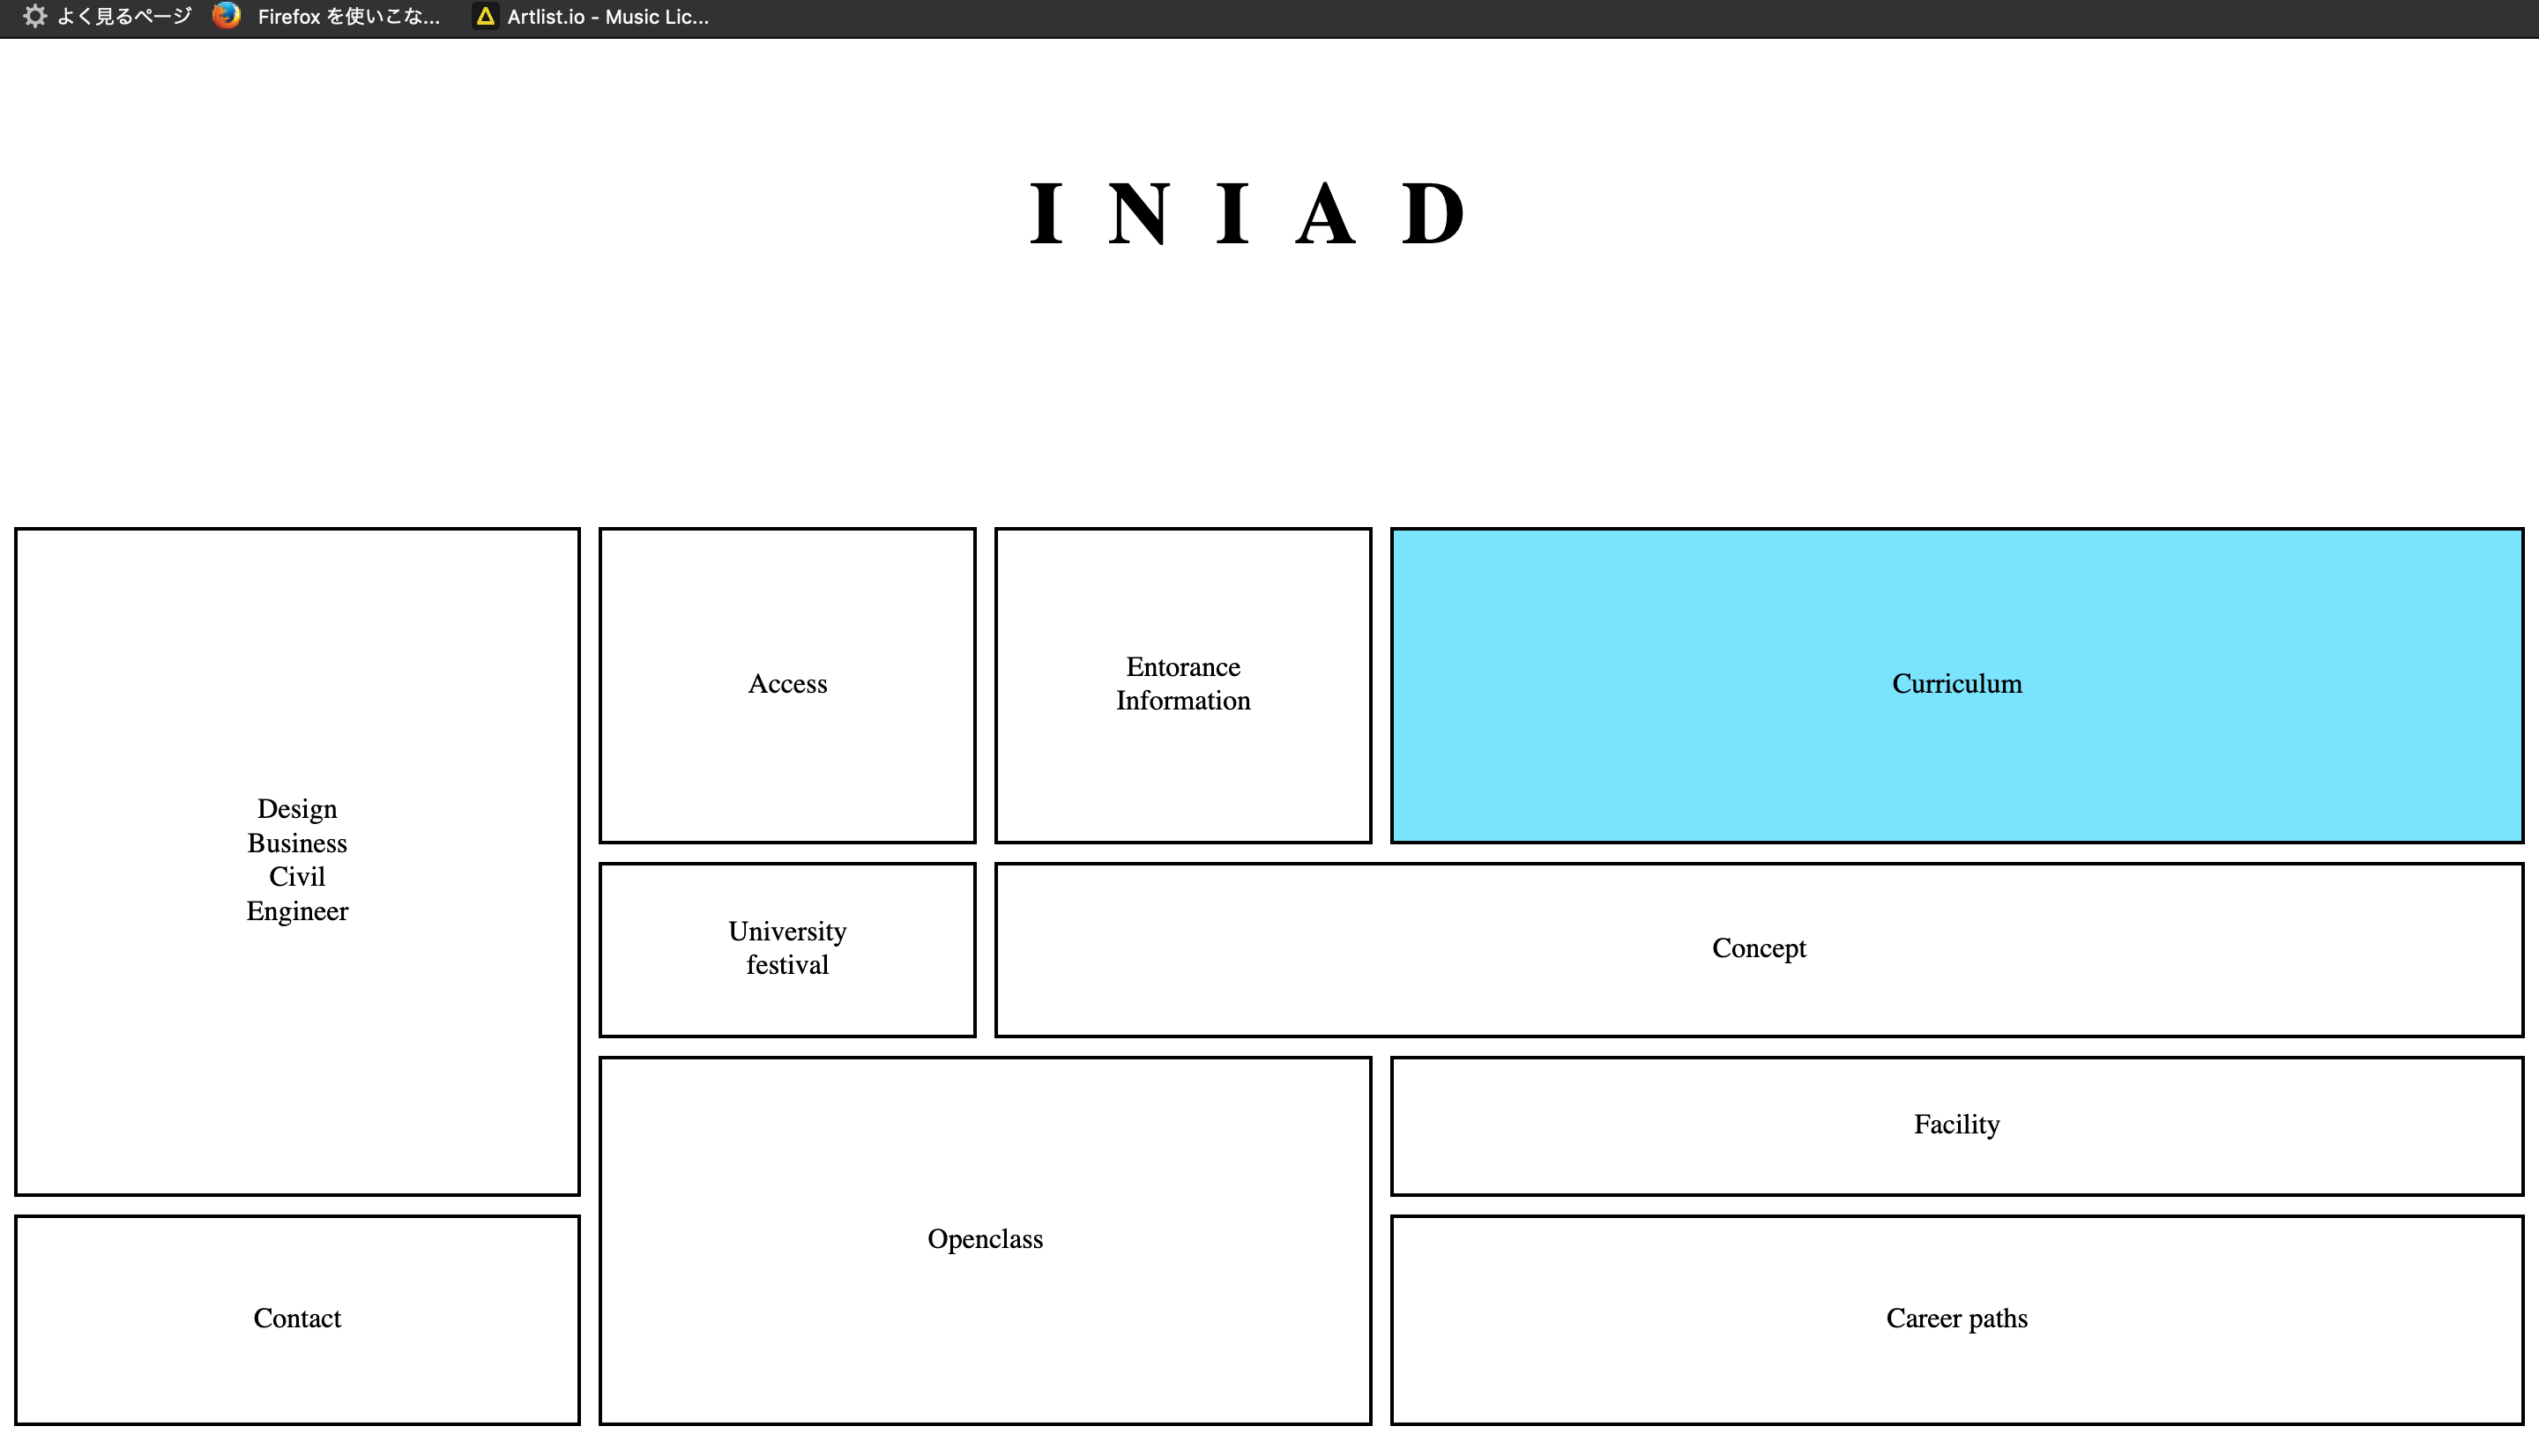 よく見るページ Firefox を使いこな... Artlist.io - Music Lic...
I N I A D
Design
Business
Civil
Engineer
Access
Entorance
Information
Curriculum
University
festival
Concept
Openclass
Facility
Contact
Career paths